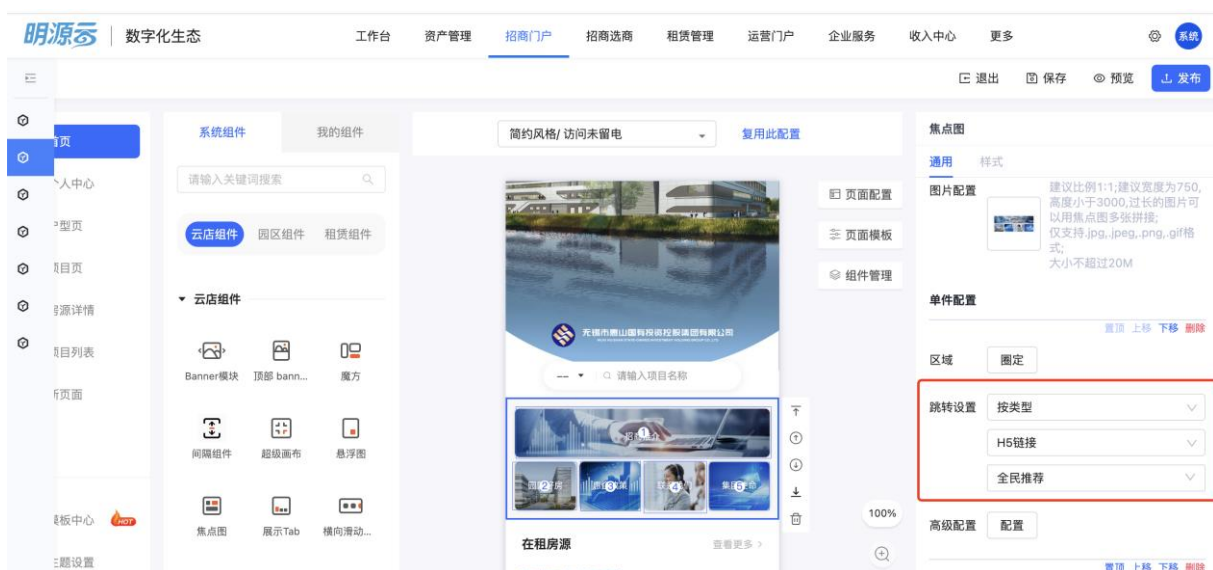 明源云 数字化生态 工作台 资产管理 招商门户 招商选商 租赁管理 运营门户 企业服务 收入中心 更多 系统
退出 保存 预览 发布
首页
个人中心
户型页
项目页
房源详情
项目列表
新页面
模板中心 HOT
主题设置
系统组件 我的组件
请输入关键词搜索
云店组件 园区组件 租赁组件
云店组件
Banner模块 顶部 bann... 魔方
间隔组件 超级画布 悬浮图
焦点图 展示Tab 横向滑动...
简约风格/ 访问未留电 复用此配置
无锡市惠山国有投资控股集团有限公司
-- 请输入项目名称
1
2 3 4 5
在租房源 查看更多 >
页面配置
页面模板
组件管理
100%
焦点图
通用 样式
图片配置
建议比例1:1;建议宽度为750,
高度小于3000,过长的图片可
以用焦点图多张拼接;
仅支持.jpg,.jpeg,.png,.gif格
式;
大小不超过20M
单件配置
置顶 上移 下移 删除
区域 圈定
跳转设置 按类型
H5链接
全民推荐
高级配置 配置
置顶 上移 下移 删除